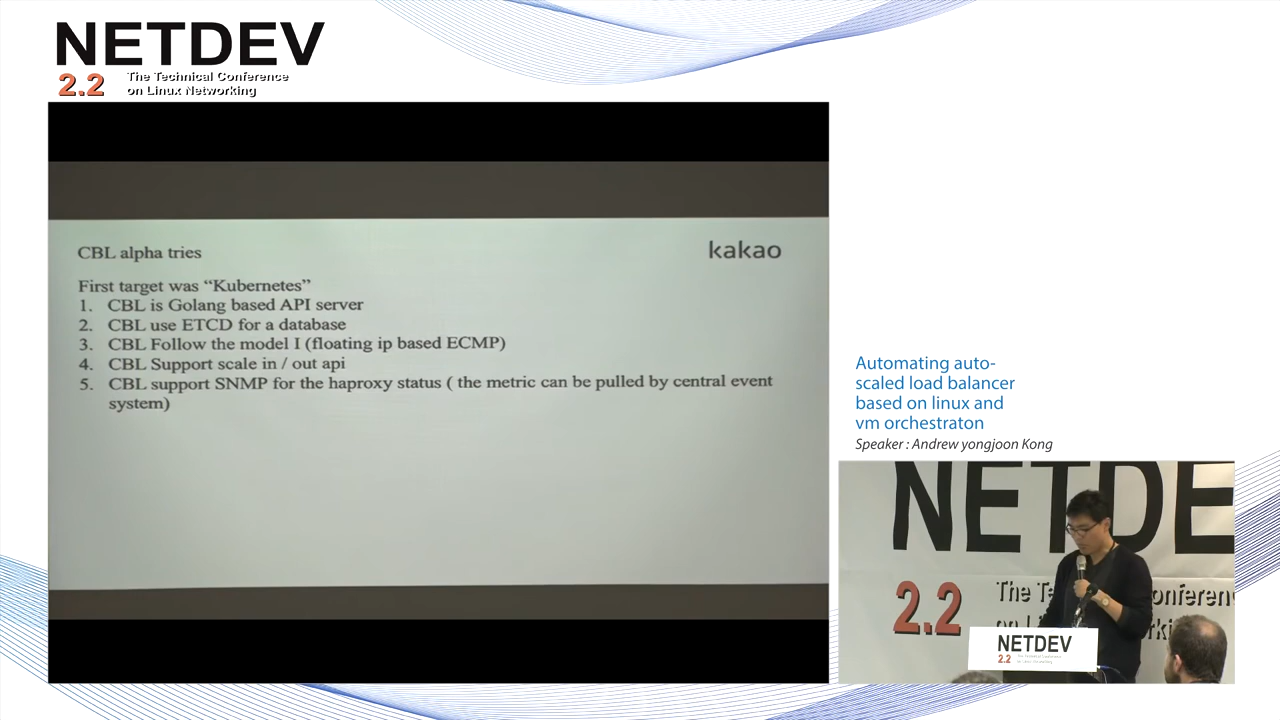 NETDEV
2.2 The Technical Conference
on Linux Networking
CBL alpha tries
kakao
First target was “Kubernetes”
1. CBL is Golang based API server
2. CBL use ETCD for a database
3. CBL Follow the model I (floating ip based ECMP)
4. CBL Support scale in / out api
5. CBL support SNMP for the haproxy status ( the metric can be pulled by central event
system)
Automating auto-
scaled load balancer
based on linux and
vm orchestraton
Speaker : Andrew yongjoon Kong
NETDE
2.2 The Te onferen
NETDEV
2.2